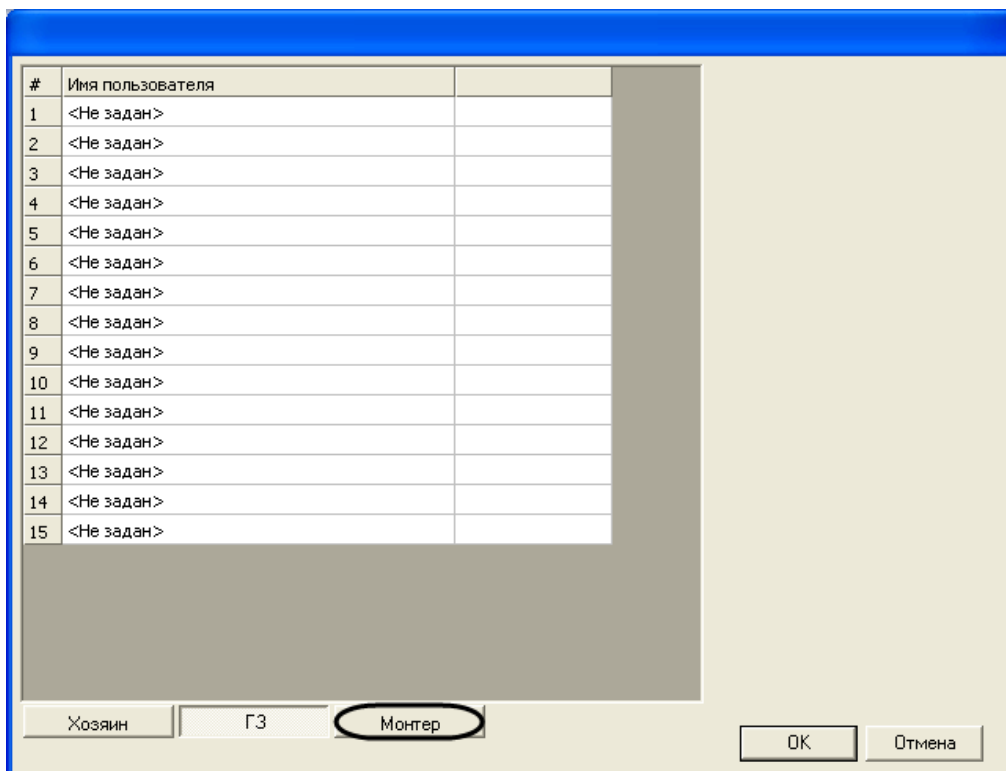 # Имя пользователя
1 <Не задан>
2 <Не задан>
3 <Не задан>
4 <Не задан>
5 <Не задан>
6 <Не задан>
7 <Не задан>
8 <Не задан>
9 <Не задан>
10 <Не задан>
11 <Не задан>
12 <Не задан>
13 <Не задан>
14 <Не задан>
15 <Не задан>
Хозяин ГЗ Монтер
OK Отмена